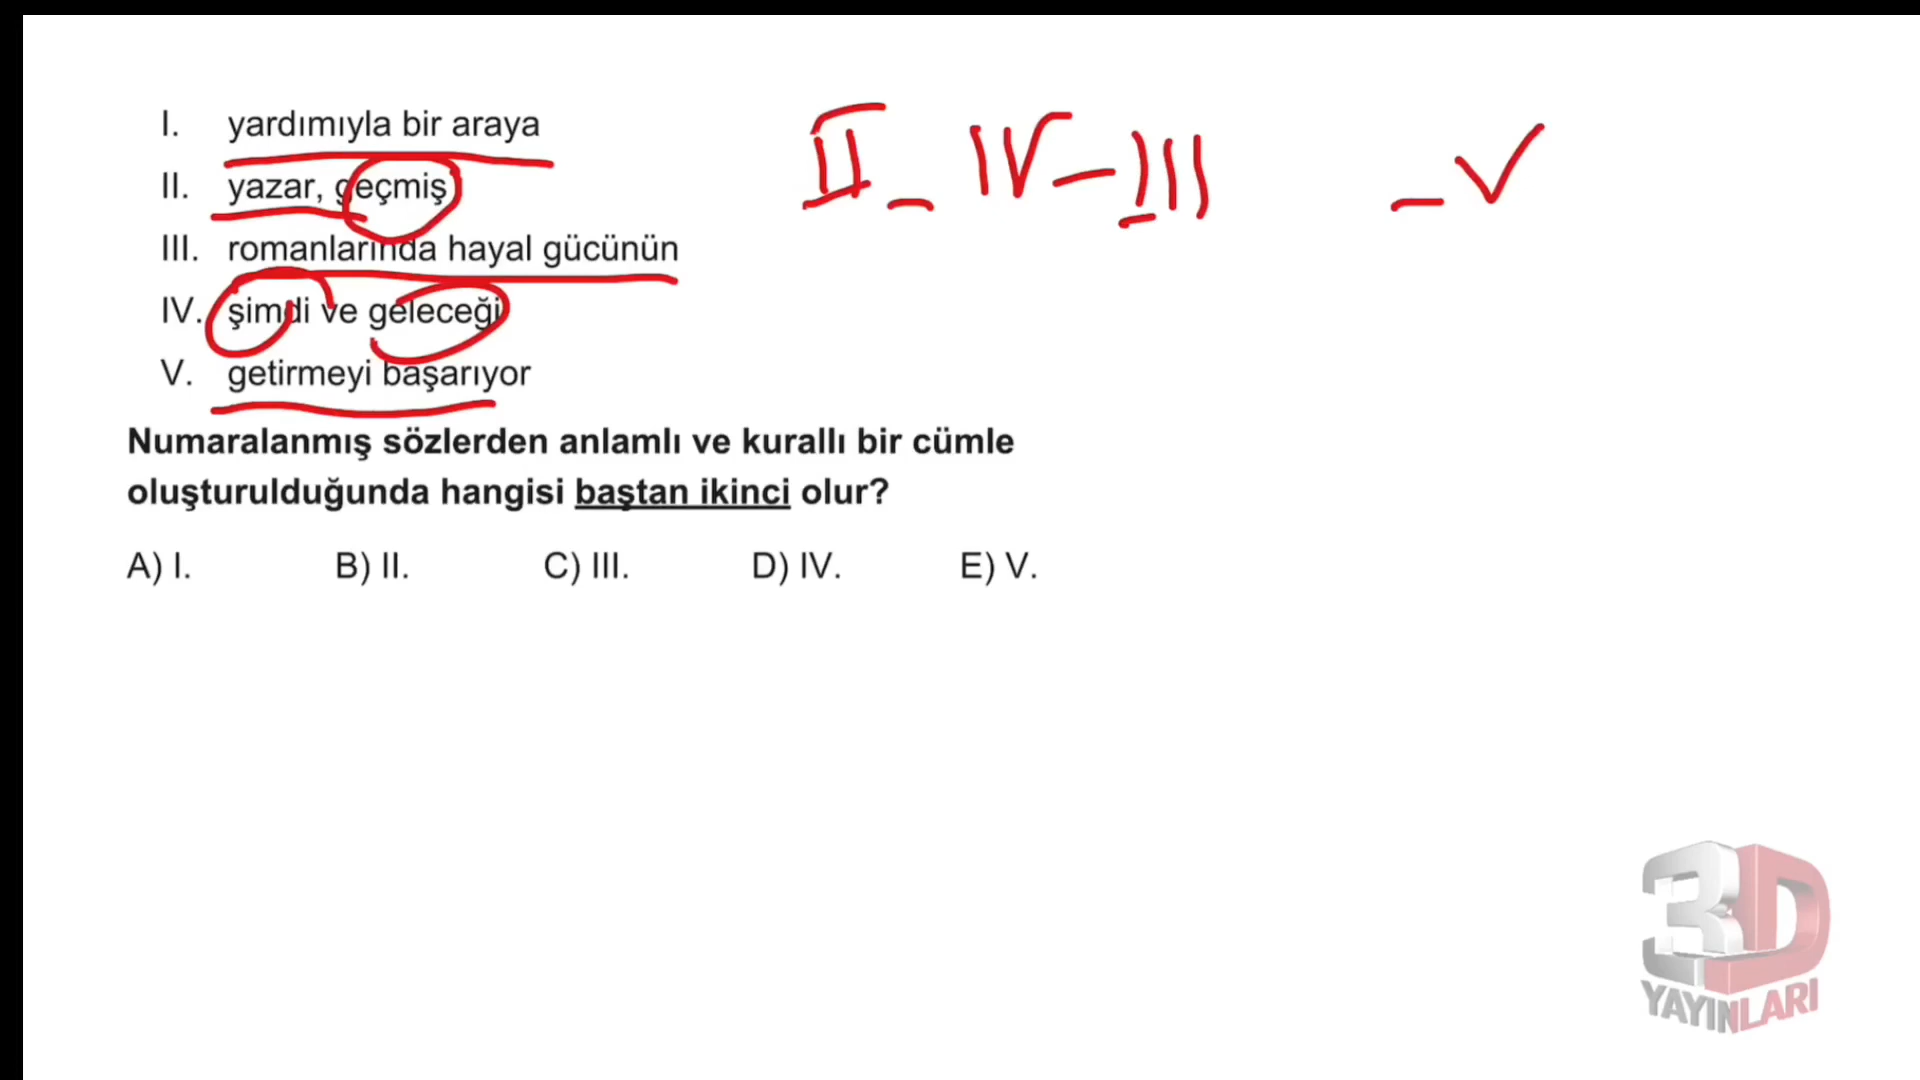 I. yardımıyla bir araya
II. yazar, geçmiş
III. romanlarında hayal gücünün
IV. şimdi ve geleceği
V. getirmeyi başarıyor
II - IV - III - V
Numaralanmış sözlerden anlamlı ve kurallı bir cümle
oluşturulduğunda hangisi baştan ikinci olur?
A) I. B) II. C) III. D) IV. E) V.
3D
YAYINLARI